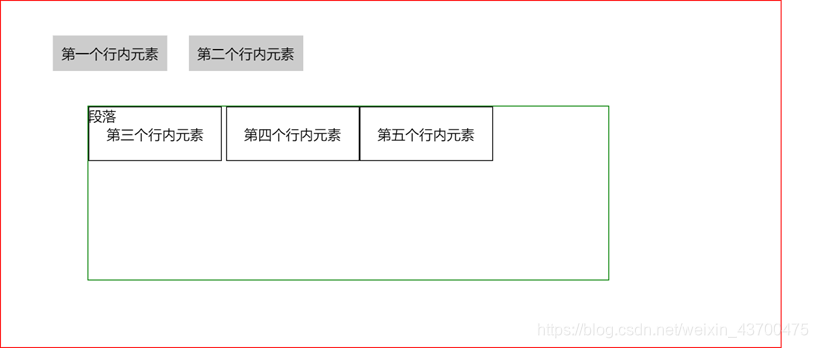 第一个行内元素 第二个行内元素
段落
第三个行内元素 第四个行内元素 第五个行内元素
https://blog.csdn.net/weixin_43700475